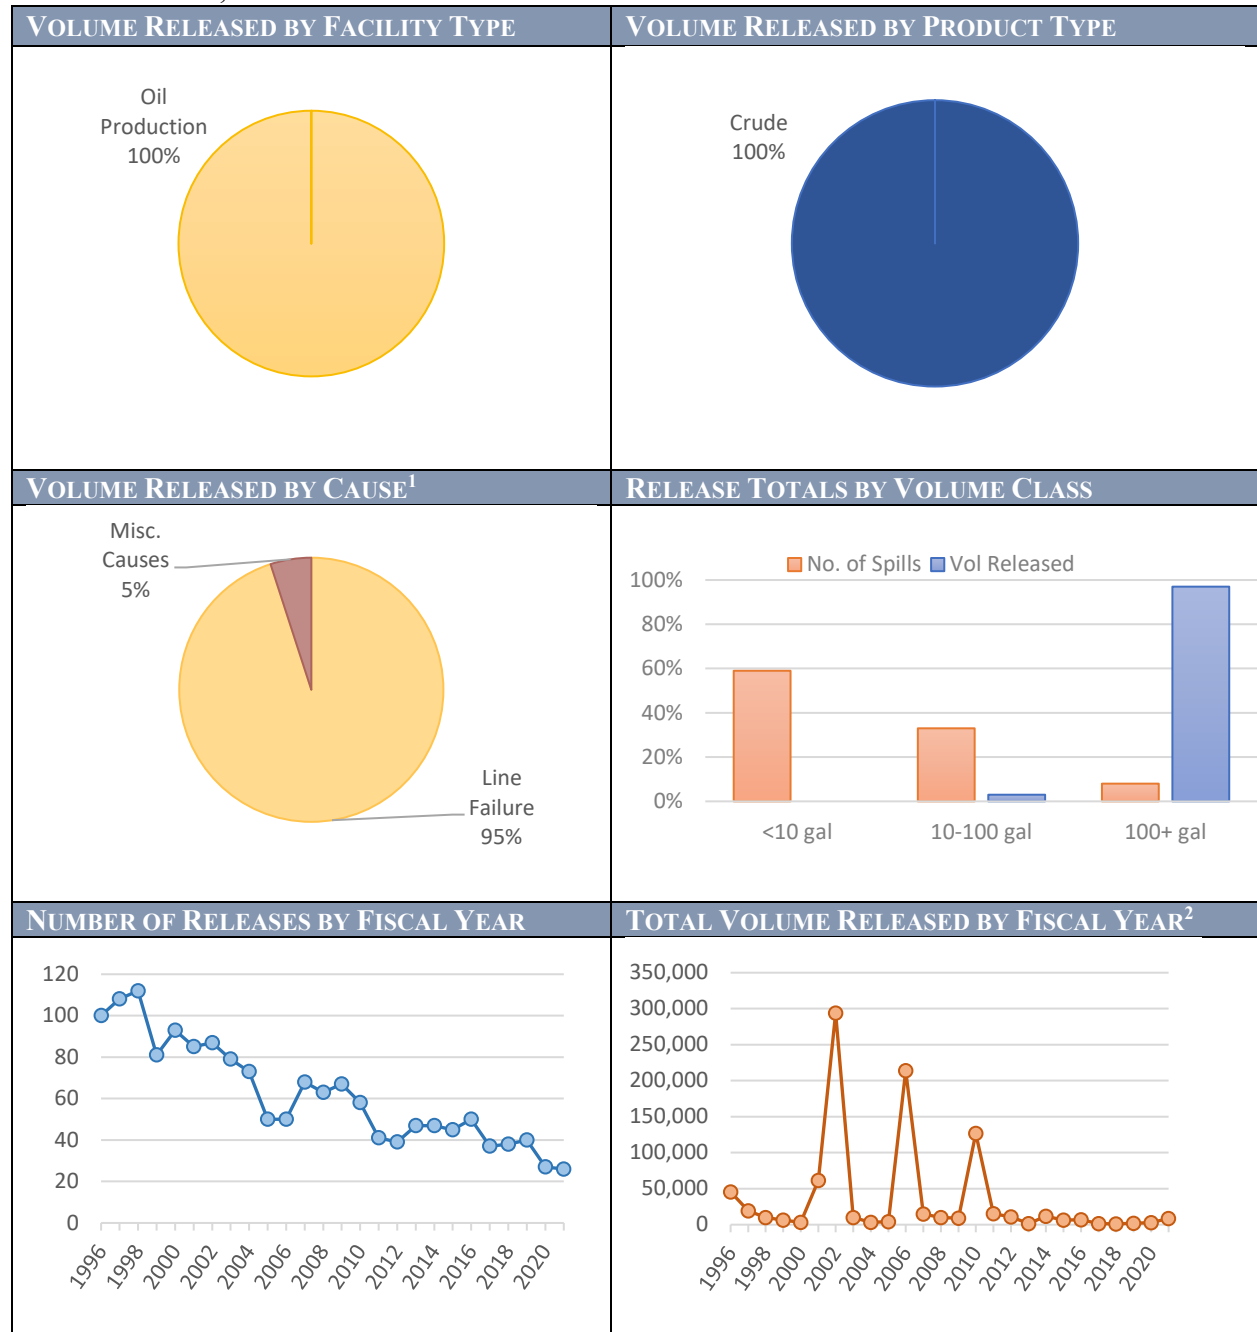 VOLUME RELEASED BY FACILITY TYPE
VOLUME RELEASED BY PRODUCT TYPE
Oil
Production
100%
Crude
100%
VOLUME RELEASED BY CAUSE1
RELEASE TOTALS BY VOLUME CLASS
Misc.
Causes
5%
Line
Failure
95%
No. of Spills Vol Released
100%
80%
60%
40%
20%
0%
<10 gal 10-100 gal 100+ gal
NUMBER OF RELEASES BY FISCAL YEAR
TOTAL VOLUME RELEASED BY FISCAL YEAR2
120
100
80
60
40
20
0
1996 1998 2000 2002 2004 2006 2008 2010 2012 2014 2016 2018 2020
350,000
300,000
250,000
200,000
150,000
100,000
50,000
0
1996 1998 2000 2002 2004 2006 2008 2010 2012 2014 2016 2018 2020